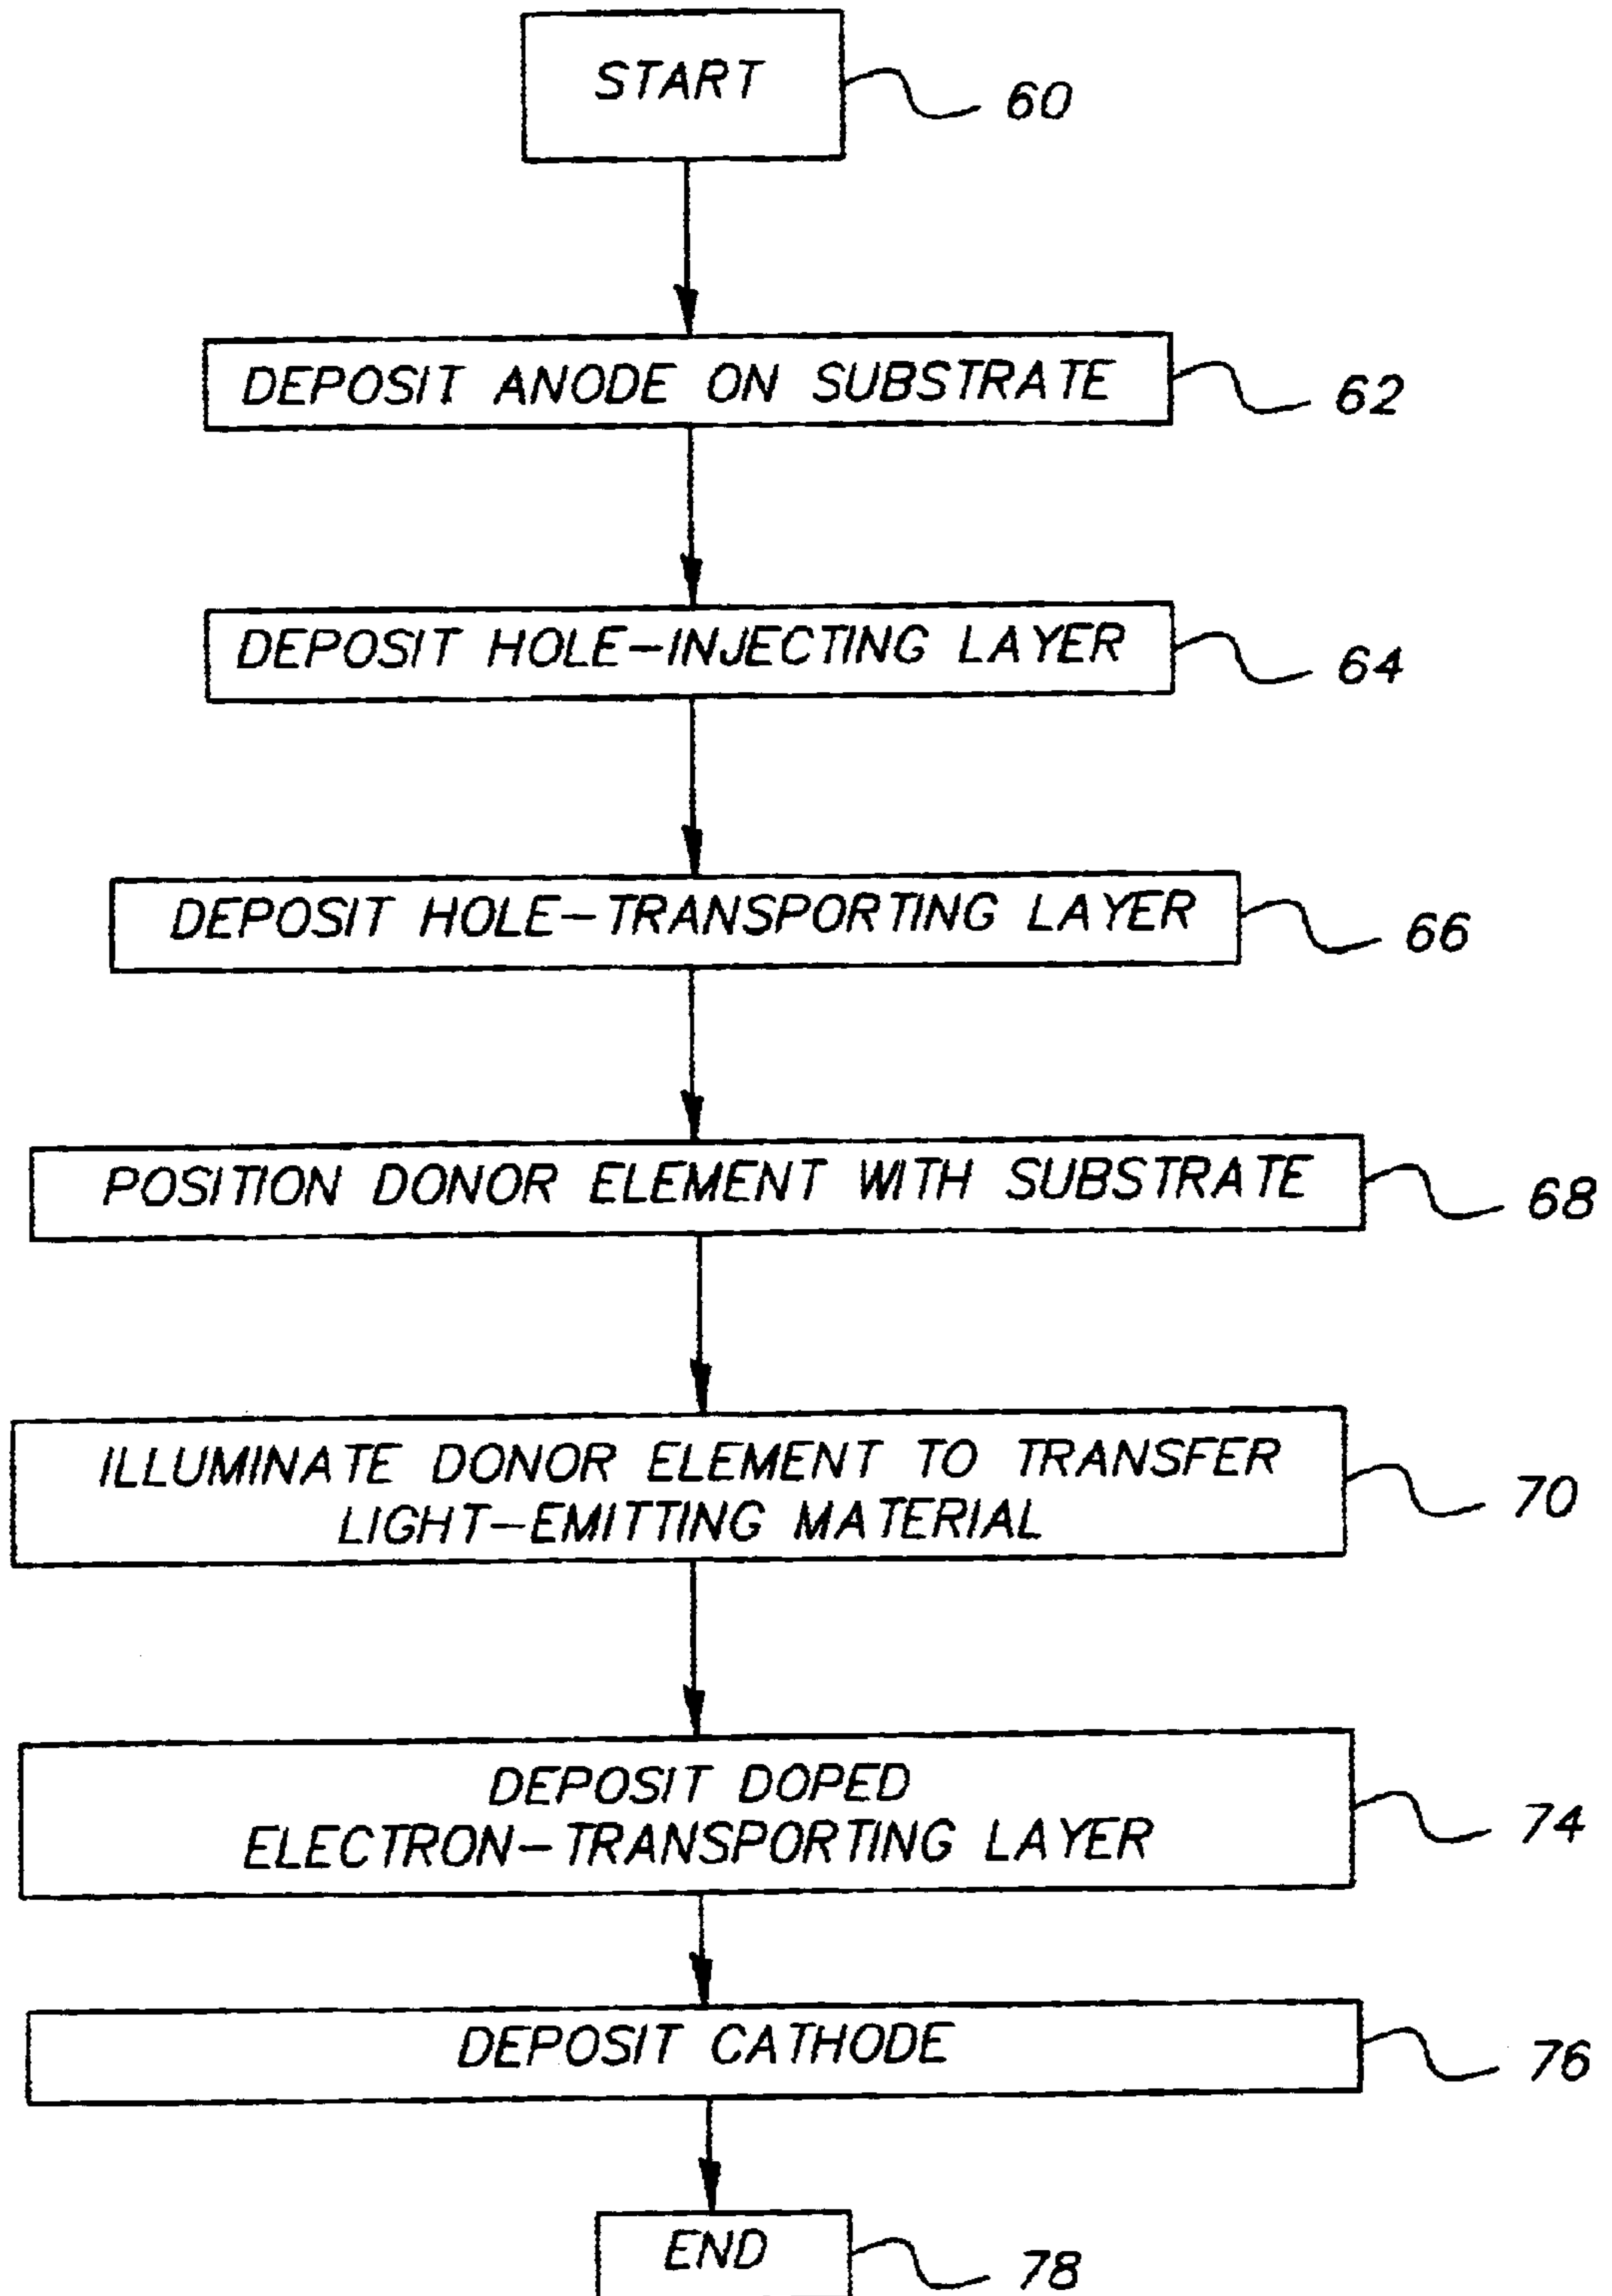 START
60
DEPOSIT ANODE ON SUBSTRATE
62
DEPOSIT HOLE-INJECTING LAYER
64
DEPOSIT HOLE-TRANSPORTING LAYER
66
POSITION DONOR ELEMENT WITH SUBSTRATE
68
ILLUMINATE DONOR ELEMENT TO TRANSFER
LIGHT-EMITTING MATERIAL
70
DEPOSIT DOPED
ELECTRON-TRANSPORTING LAYER
74
DEPOSIT CATHODE
76
END
78